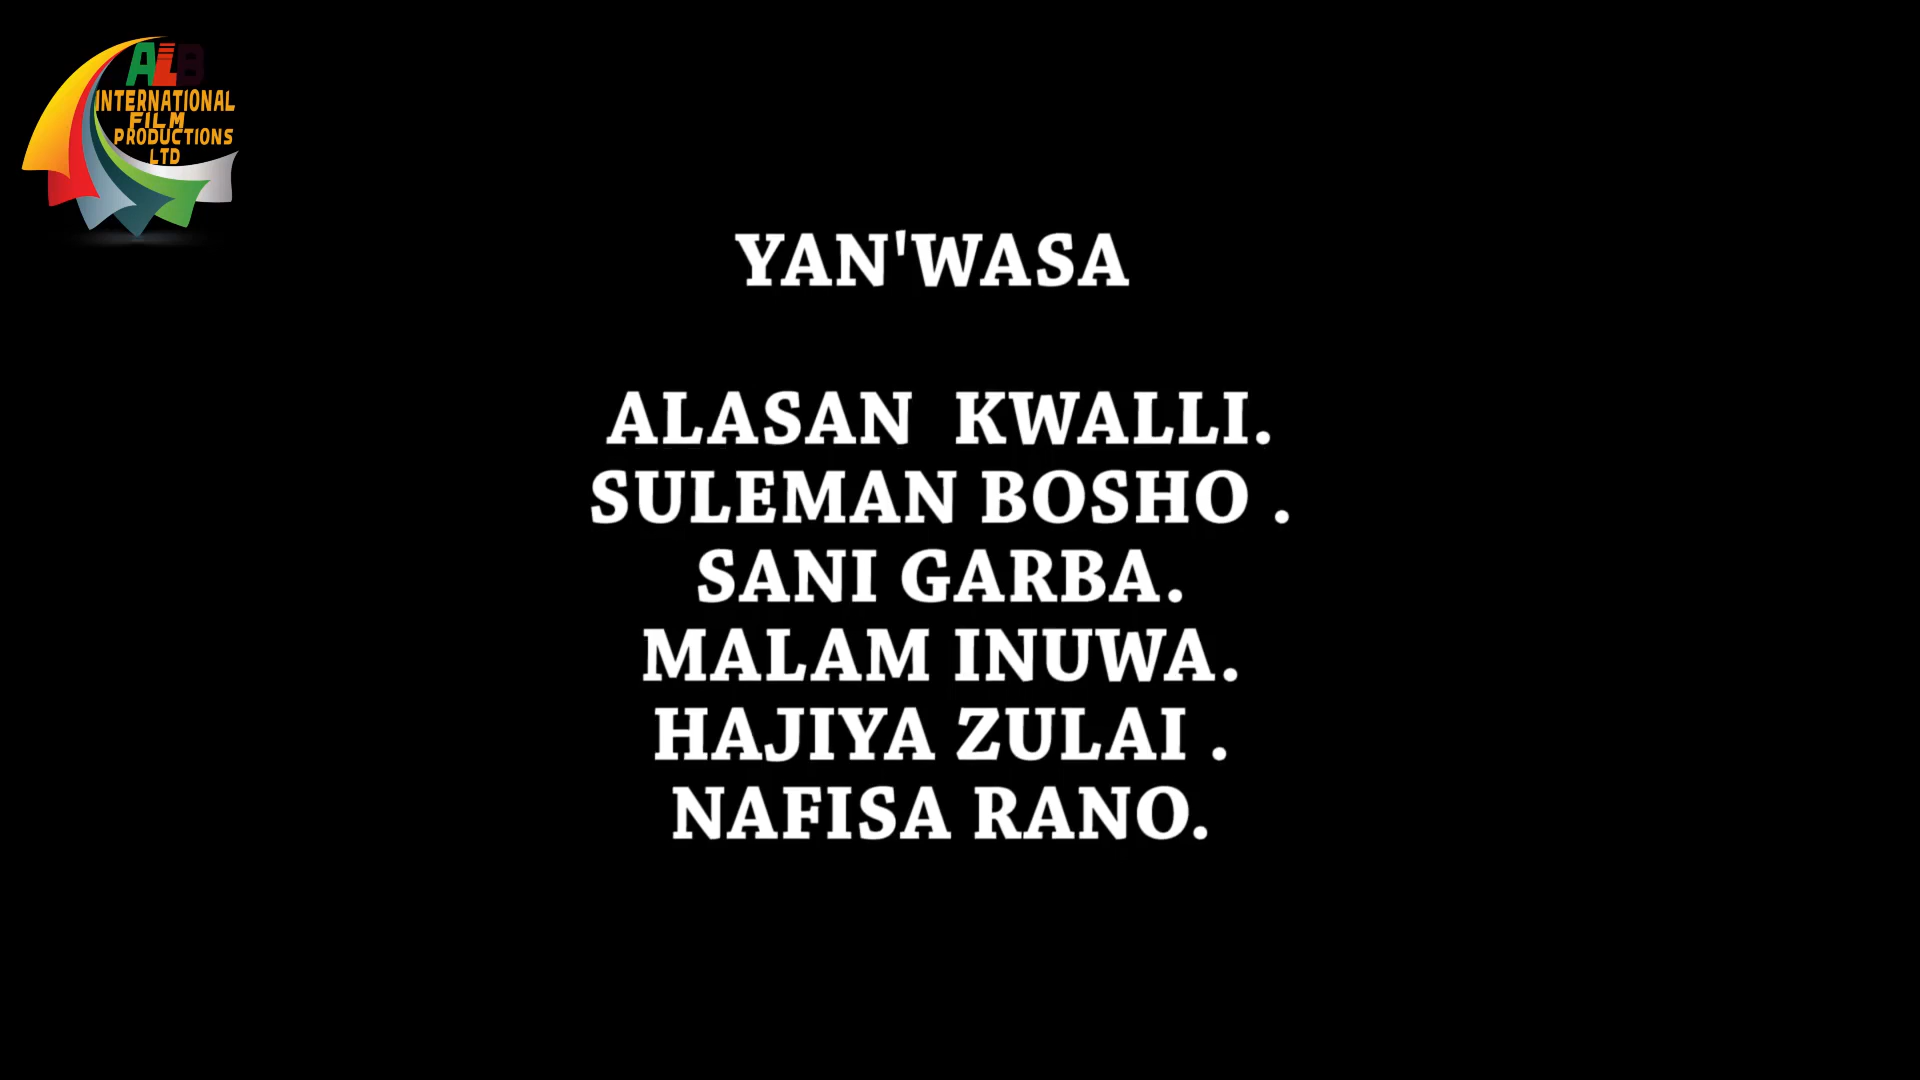 ALB
INTERNATIONAL
FILM
PRODUCTIONS
LTD
YAN'WASA
ALASAN KWALLI.
SULEMAN BOSHO .
SANI GARBA.
MALAM INUWA.
HAJIYA ZULAI .
NAFISA RANO.